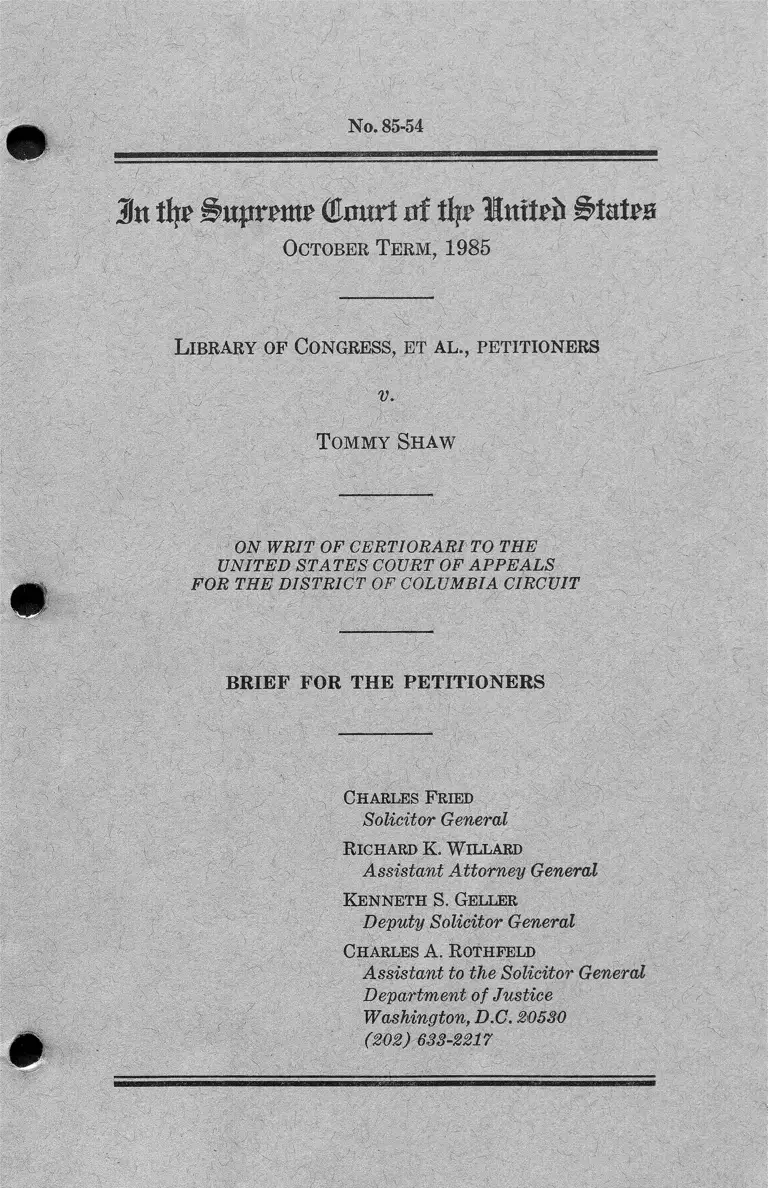 No. 85-54
In the Supreme Court of the United States
OCTOBER TERM, 1985
LIBRARY OF CONGRESS, ET AL., PETITIONERS
v.
TOMMY SHAW
ON WRIT OF CERTIORARI TO THE
UNITED STATES COURT OF APPEALS
FOR THE DISTRICT OF COLUMBIA CIRCUIT
BRIEF FOR THE PETITIONERS
CHARLES FRIED
Solicitor General
RICHARD K. WILLARD
Assistant Attorney General
KENNETH S. GELLER
Deputy Solicitor General
CHARLES A. ROTHFELD
Assistant to the Solicitor General
Department of Justice
Washington, D.C. 20530
(202) 633-2217